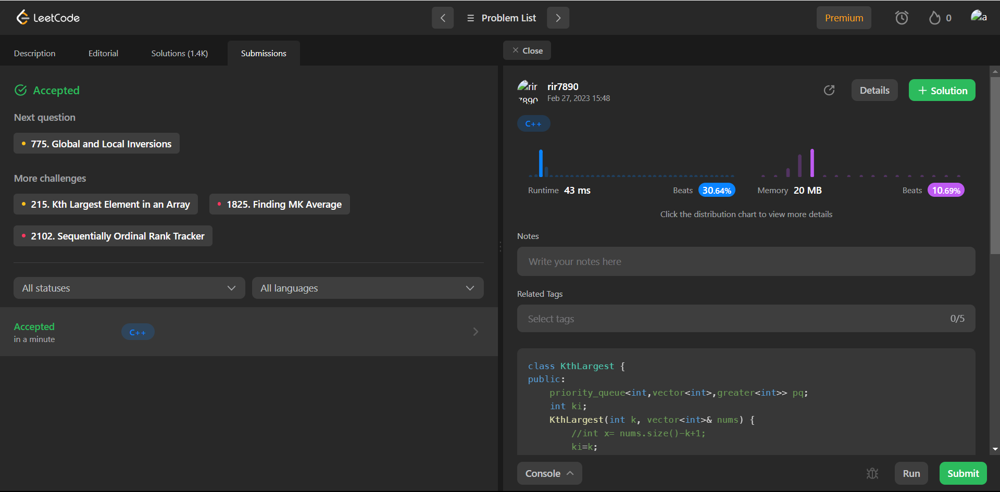 LeetCode
Problem List
Premium
0
a
Description
Editorial
Solutions (1.4K)
Submissions
Close
Accepted
Next question
775. Global and Local Inversions
More challenges
215. Kth Largest Element in an Array
1825. Finding MK Average
2102. Sequentially Ordinal Rank Tracker
All statuses
All languages
Accepted
in a minute
C++
rir
7890
rir7890
Feb 27, 2023 15:48
Details
+ Solution
C++
Runtime 43 ms
Beats 30.64%
Memory 20 MB
Beats 10.69%
Click the distribution chart to view more details
Notes
Write your notes here
Related Tags
Select tags
0/5
class KthLargest {
public:
    priority_queue<int,vector<int>,greater<int>> pq;
    int ki;
    KthLargest(int k, vector<int>& nums) {
        //int x= nums.size()-k+1;
        ki=k;
Console
Run
Submit